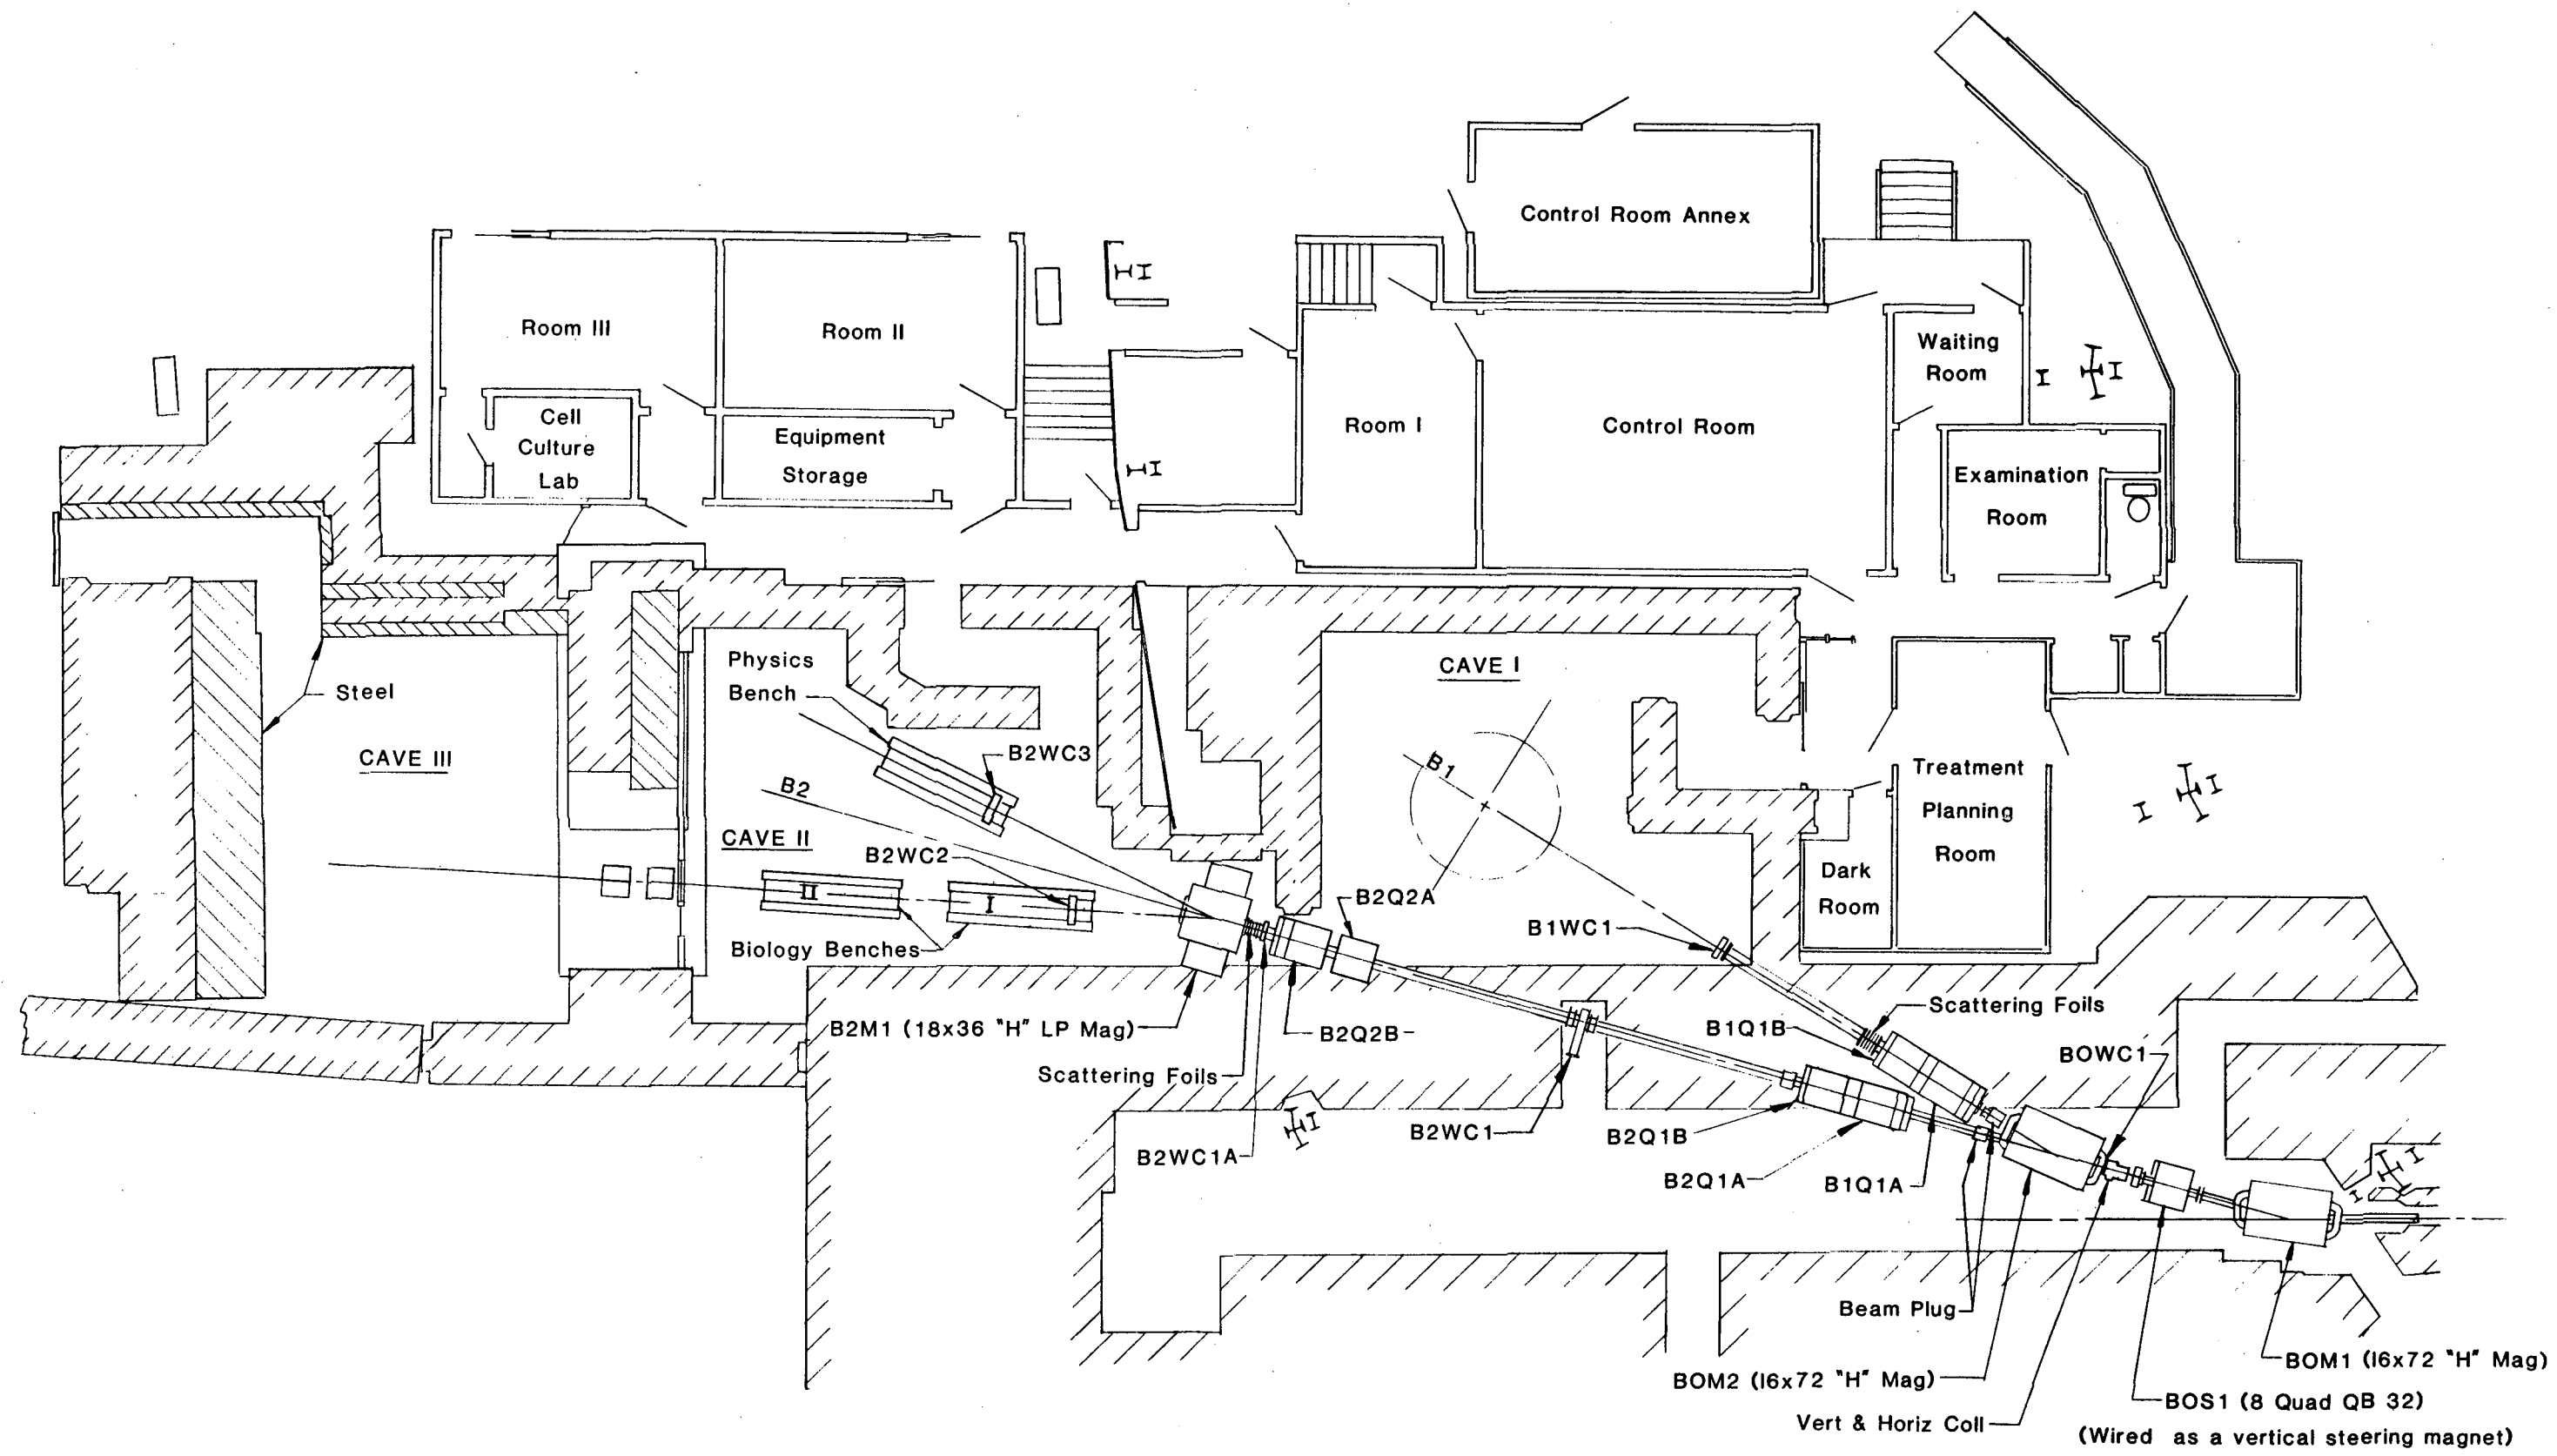 Control Room Annex
Room III
Room II
Waiting
Room
Cell
Culture
Lab
Equipment
Storage
Room I
Control Room
Examination
Room
Physics
Bench
CAVE I
Steel
B2WC3
CAVE III
B1
B2
Treatment
Planning
Room
CAVE II
B2WC2
Dark
Room
II
I
B2Q2A
B1WC1
Biology Benches
Scattering Foils
B2M1 (18x36 "H" LP Mag)
B2Q2B
B1Q1B
BOWC1
Scattering Foils
B2WC1
B2Q1B
B2WC1A
B2Q1A
B1Q1A
Beam Plug
BOM1 (16x72 "H" Mag)
BOM2 (16x72 "H" Mag)
BOS1 (8 Quad QB 32)
Vert & Horiz Coll
(Wired as a vertical steering magnet)